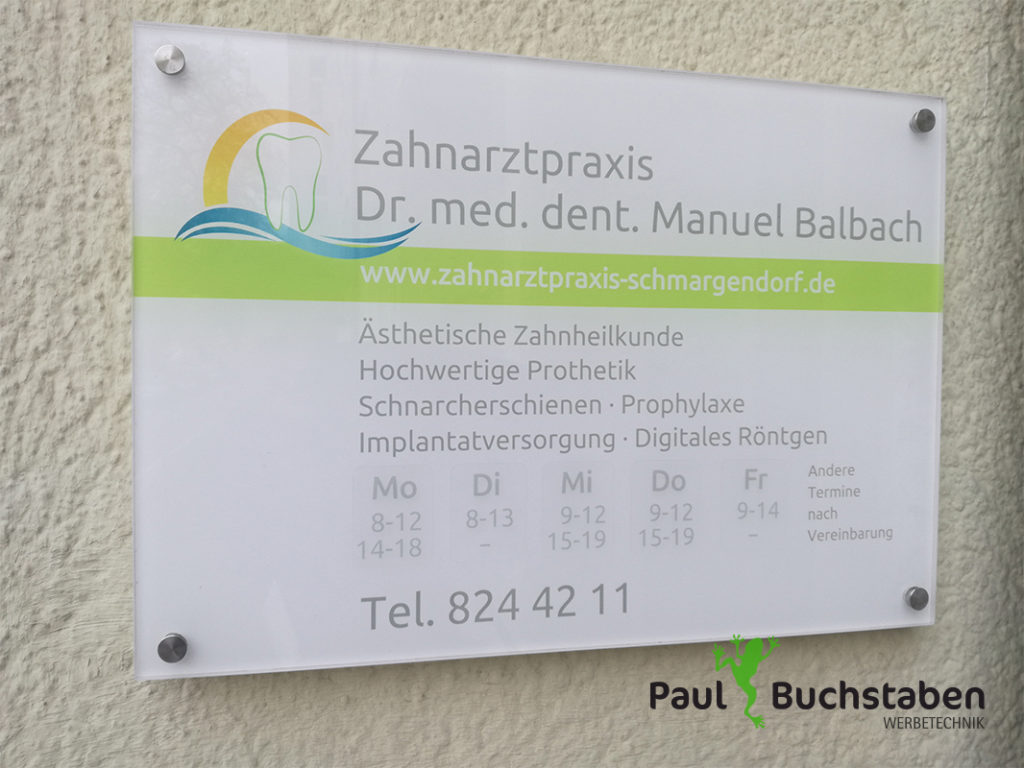 Zahnarztpraxis
Dr. med. dent. Manuel Balbach
www.zahnarztpraxis-schmargendorf.de
Ästhetische Zahnheilkunde
Hochwertige Prothetik
Schnarcherschienen · Prophylaxe
Implantatversorgung · Digitales Röntgen
Mo Di Mi Do Fr
8-12 8-13 9-12 9-12 9-14
14-18 – 15-19 15-19 –
Andere
Termine
nach
Vereinbarung
Tel. 824 42 11
Paul Buchstaben
WERBETECHNIK